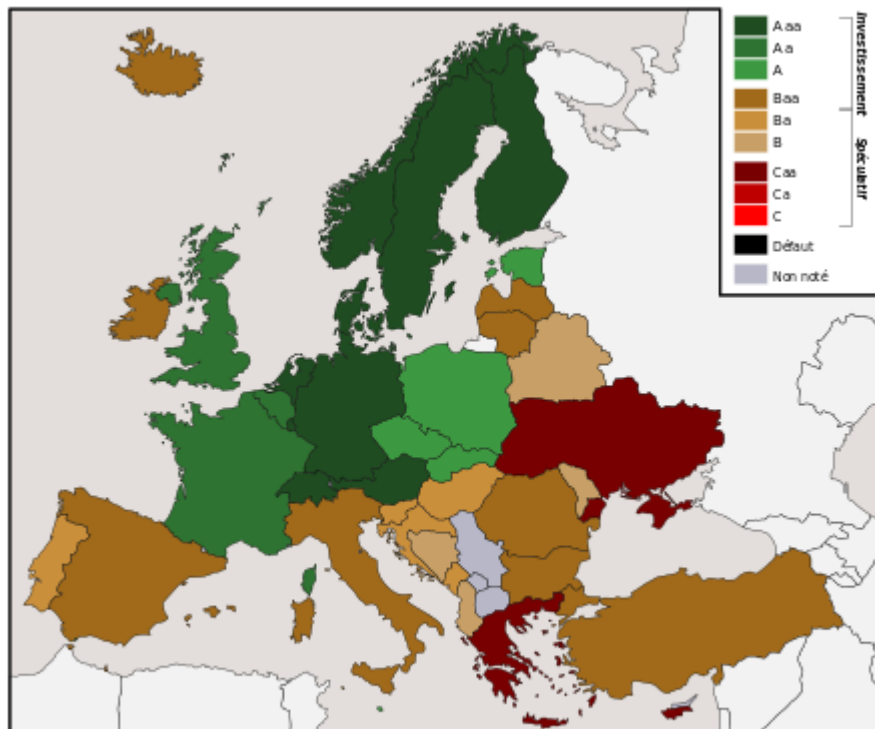 Aaa
Aa
A
Baa
Ba
B
Caa
Ca
C
Défaut
Non noté
Investissement
Spéculatif